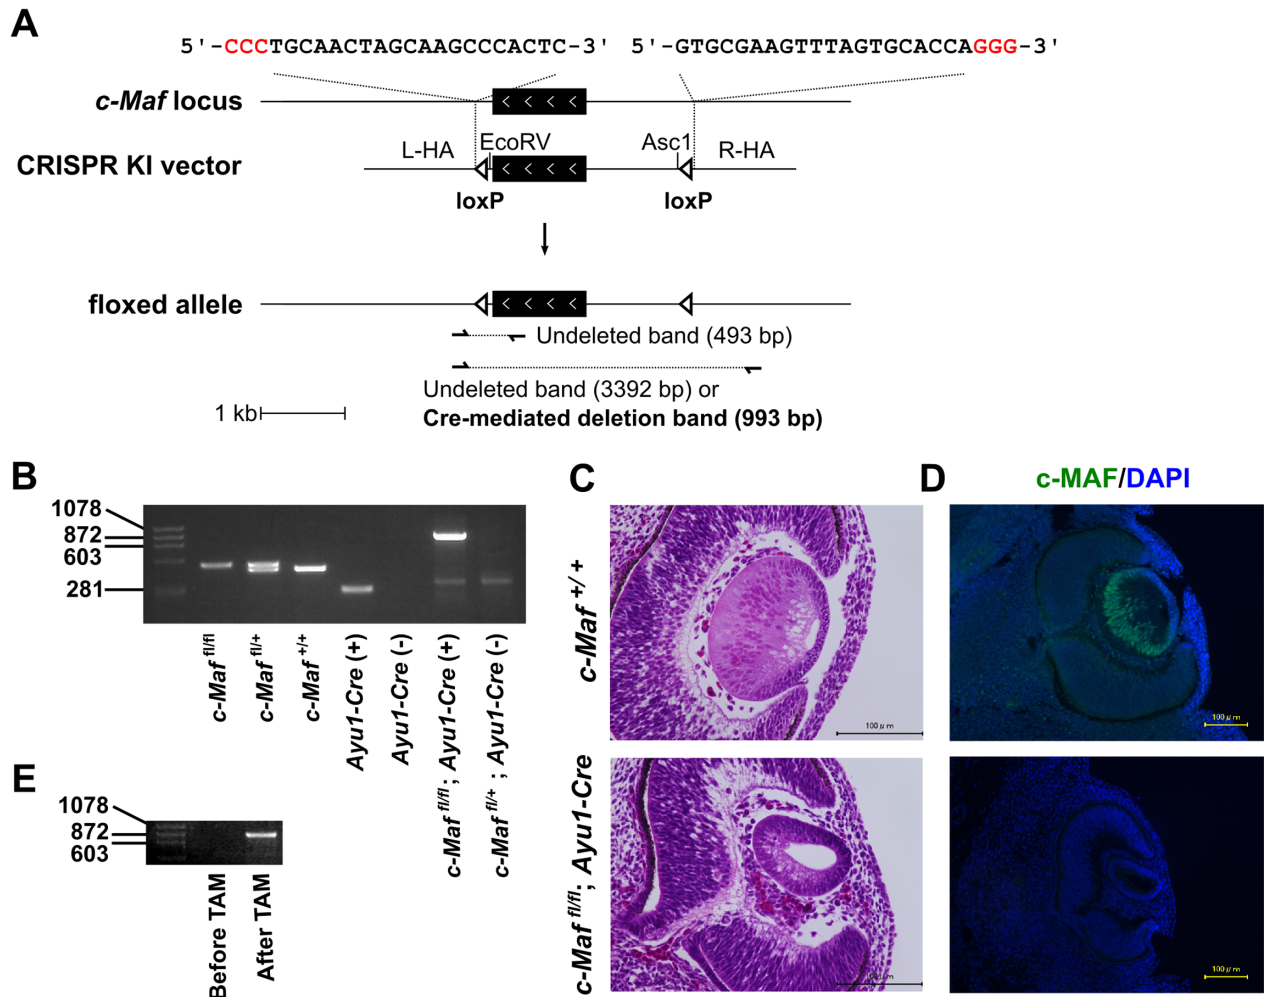 A
5'-CCCTGCAACTAGCAAGCCCACTC-3' 5'-GTGCGAAGTTTAGTGCACCAGGG-3'
c-Maf locus
CRISPR KI vector
L-HA
EcoRV
Asc1
R-HA
loxP
loxP
floxed allele
Undeleted band (493 bp)
Undeleted band (3392 bp) or
Cre-mediated deletion band (993 bp)
1 kb
B
1078
872
603
281
c-Maf fl/fl
c-Maf fl/+
c-Maf +/+
Ayu1-Cre (+)
Ayu1-Cre (-)
c-Maf fl/fl; Ayu1-Cre (+)
c-Maf fl/+ ; Ayu1-Cre (-)
C
c-Maf +/+
100μm
c-Maf fl/fl; Ayu1-Cre
D
c-MAF/DAPI
100μm
100μm
E
1078
872
603
Before TAM
After TAM